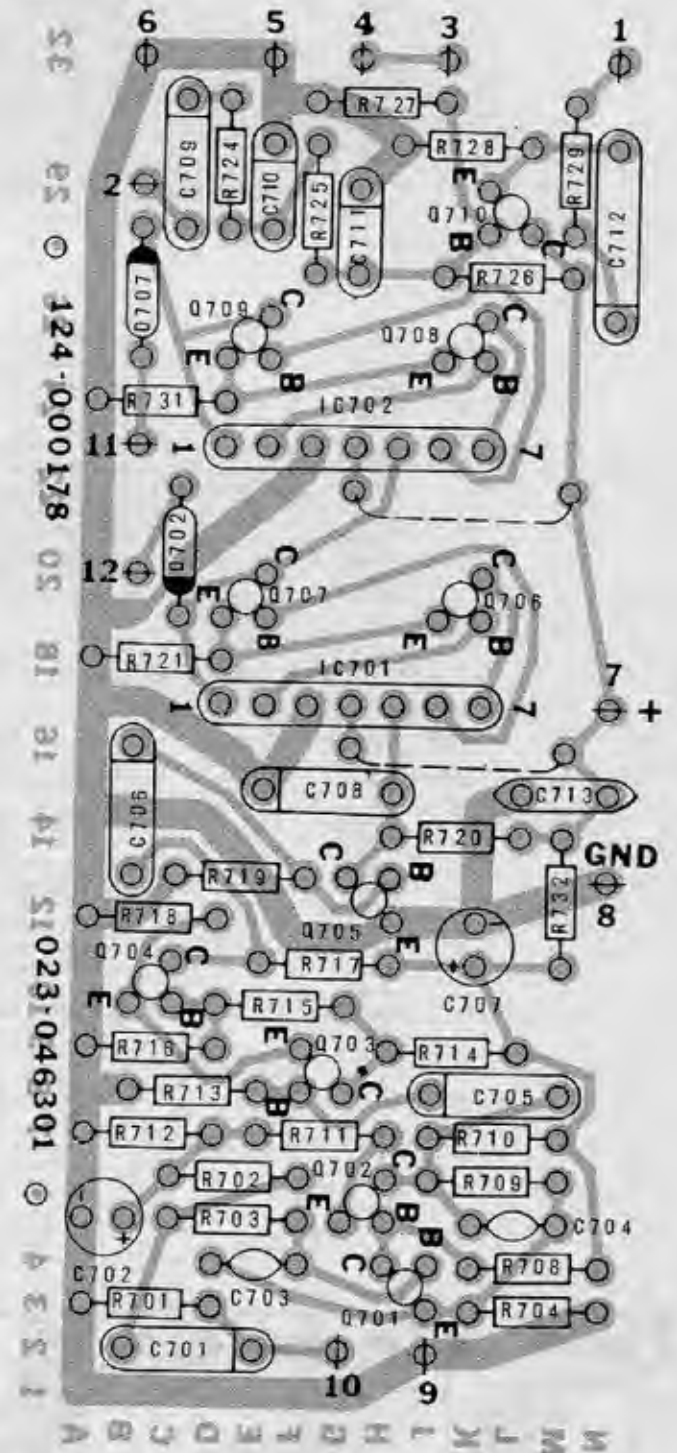 6 5 4 3 1
R727
C709 R724 C710 R728 R729
R725 C711 E C712
2 Q710
B C
R726
Q707 Q709 C Q708 C
E B E B
R731 IC702
11 1 7
124-000178
Q702
12 C C
E Q707 Q706
B E B
R721 IC701
1 7 7 +
C706 C708 C713
R720 GND
R719 C B R732 8
R718 Q705 E
Q704 C R717 - +
E B R715 C707
R716 E Q703 R714
R713 B C C705
023-046301
R712 R711 R710
R702 Q702 C R709
- R703 E B B C704
+ C R708
C702 R701 C703 Q701 E R704
C701
10 9